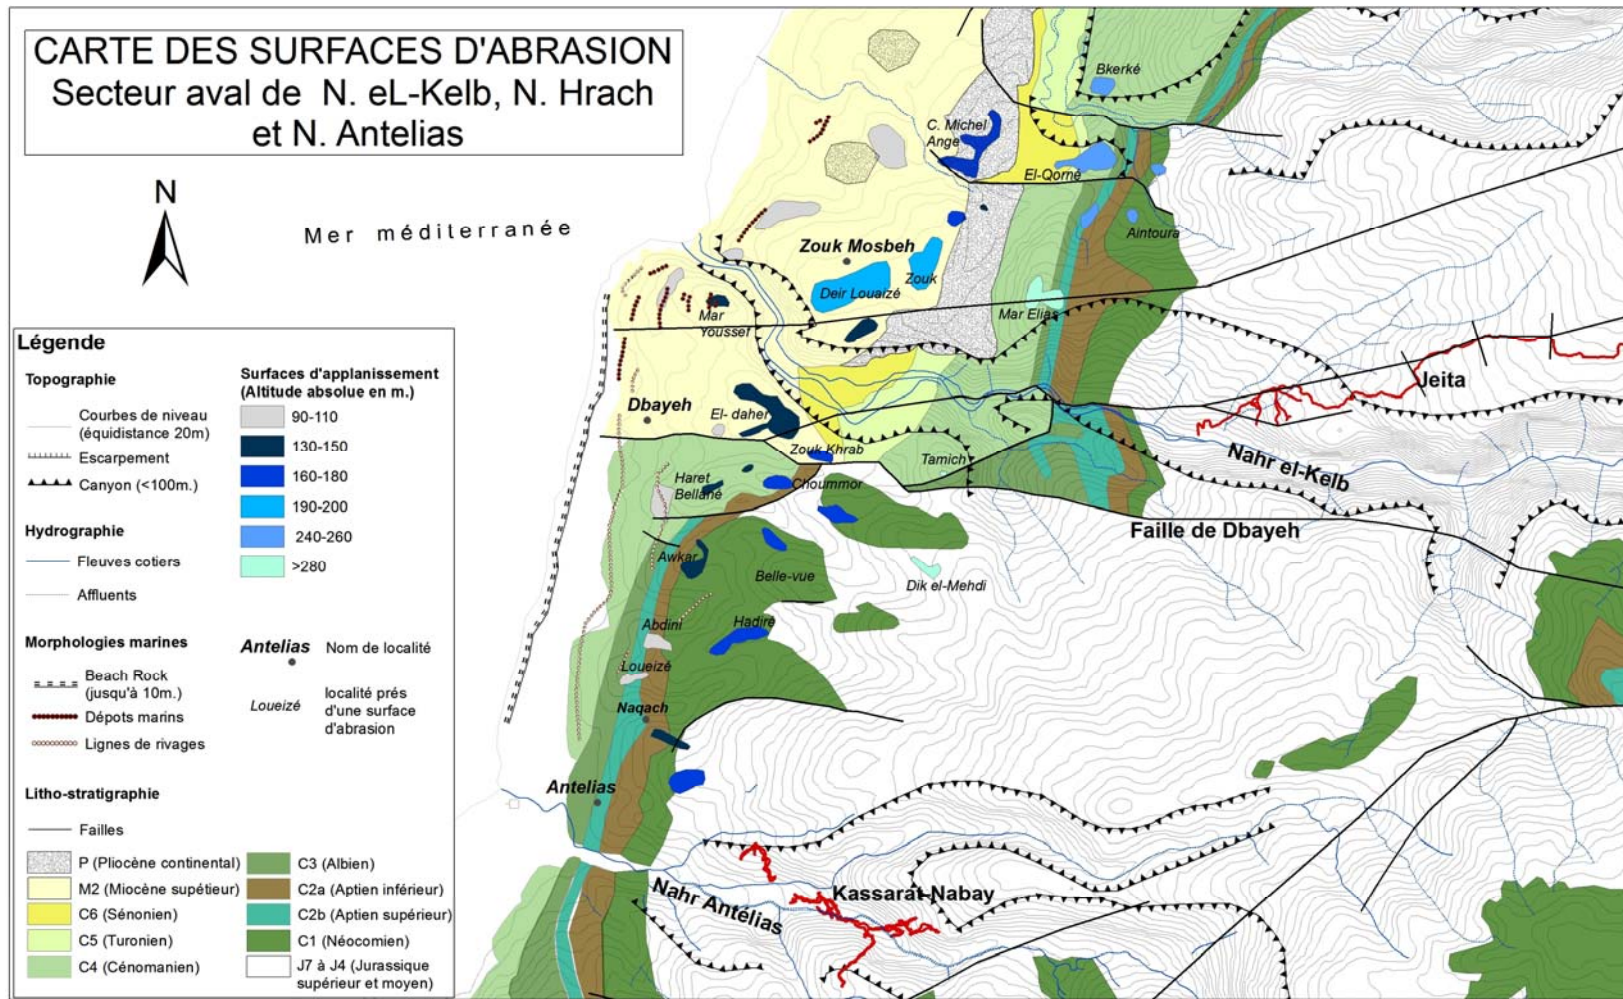 CARTE DES SURFACES D'ABRASION
Secteur aval de N. eL-Kelb, N. Hrach
et N. Antelias
N
Mer méditerranée
Bkerké
C. Michel
Ange
El-Qorne
Aintoura
Zouk Mosbeh
Zouk
Deir Louaizé
Mar Elias
Mar
Youssef
Jeita
Dbayeh
El- daher
Zouk Khrab
Tamich
Nahr el-Kelb
Haret
Bellané
Choummor
Faille de Dbayeh
Awkar
Belle-vue
Dik el-Mehdi
Abdini
Hadiré
Loueizé
Naqach
Antelias
Kassarat-Nabay
Nahr Antélias
Légende
Topographie
Courbes de niveau
(équidistance 20m)
Escarpement
Canyon (<100m.)
Hydrographie
Fleuves cotiers
Affluents
Morphologies marines
Beach Rock
(jusqu'à 10m.)
Dépots marins
Lignes de rivages
Surfaces d'applanissement
(Altitude absolue en m.)
90-110
130-150
160-180
190-200
240-260
>280
Antelias
Nom de localité
Loueizé
localité prés
d'une surface
d'abrasion
Litho-stratigraphie
Failles
P (Pliocène continental)
M2 (Miocène supétieur)
C6 (Sénonien)
C5 (Turonien)
C4 (Cénomanien)
C3 (Albien)
C2a (Aptien inférieur)
C2b (Aptien supérieur)
C1 (Néocomien)
J7 à J4 (Jurassique
supérieur et moyen)